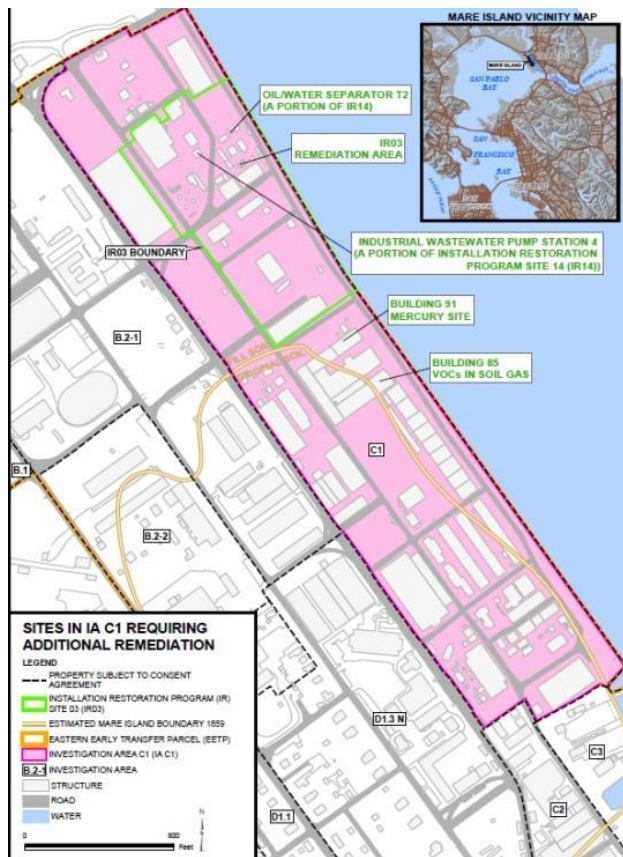 MARE ISLAND VICINITY MAP
MARE ISLAND
SAN PABLO
BAY
SAN
FRANCISCO
BAY
OIL/WATER SEPARATOR T2
(A PORTION OF IR14)
IR03
REMEDIATION AREA
INDUSTRIAL WASTEWATER PUMP STATION 4
(A PORTION OF INSTALLATION RESTORATION
PROGRAM SITE 14 (IR14))
IR03 BOUNDARY
BUILDING 91
MERCURY SITE
BUILDING 85
VOCs IN SOIL GAS
B.2-1
FILL SOIL
ORIGINAL SOIL
C1
B.1
B.2-2
SITES IN IA C1 REQUIRING
ADDITIONAL REMEDIATION
LEGEND
PROPERTY SUBJECT TO CONSENT
AGREEMENT
INSTALLATION RESTORATION PROGRAM (IR)
SITE 03 (IR03)
ESTIMATED MARE ISLAND BOUNDARY 1859
EASTERN EARLY TRANSFER PARCEL (EETP)
INVESTIGATION AREA C1 (IA C1)
B.2-1 INVESTIGATION AREA
STRUCTURE
ROAD
WATER
N
0 600
Feet
D1.3 N
D1.1
C3
C2